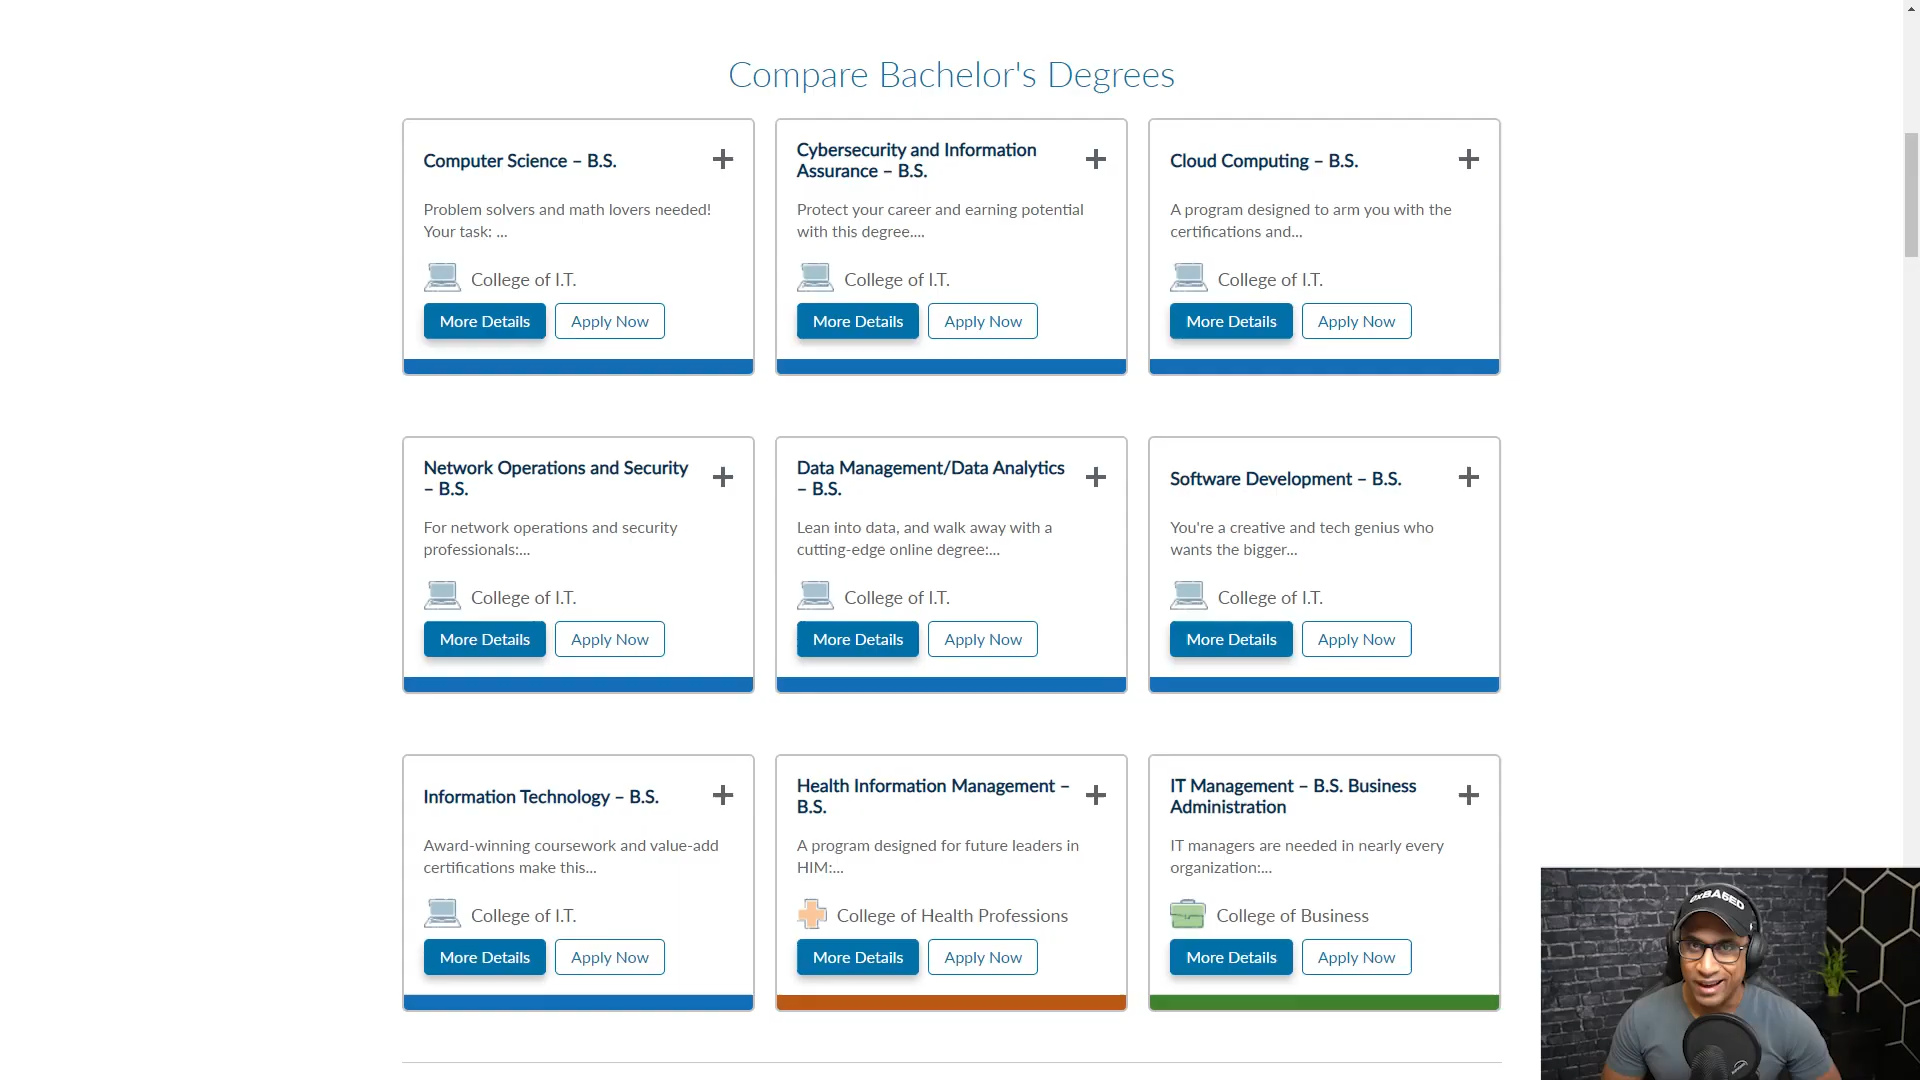 Compare Bachelor's Degrees
Computer Science – B.S.
Problem solvers and math lovers needed!
Your task: ...
College of I.T.
More Details
Apply Now
Cybersecurity and Information
Assurance – B.S.
Protect your career and earning potential
with this degree....
College of I.T.
More Details
Apply Now
Cloud Computing – B.S.
A program designed to arm you with the
certifications and...
College of I.T.
More Details
Apply Now
Network Operations and Security
– B.S.
For network operations and security
professionals:...
College of I.T.
More Details
Apply Now
Data Management/Data Analytics
– B.S.
Lean into data, and walk away with a
cutting-edge online degree:...
College of I.T.
More Details
Apply Now
Software Development – B.S.
You're a creative and tech genius who
wants the bigger...
College of I.T.
More Details
Apply Now
Information Technology – B.S.
Award-winning coursework and value-add
certifications make this...
College of I.T.
More Details
Apply Now
Health Information Management –
B.S.
A program designed for future leaders in
HIM:...
College of Health Professions
More Details
Apply Now
IT Management – B.S. Business
Administration
IT managers are needed in nearly every
organization:...
College of Business
More Details
Apply Now
0xBA5ED